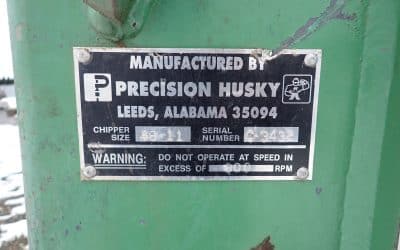 MANUFACTURED BY
PRECISION HUSKY
LEEDS, ALABAMA 35094
CHIPPER SIZE
SERIAL NUMBER
WARNING: DO NOT OPERATE AT SPEED IN
EXCESS OF RPM